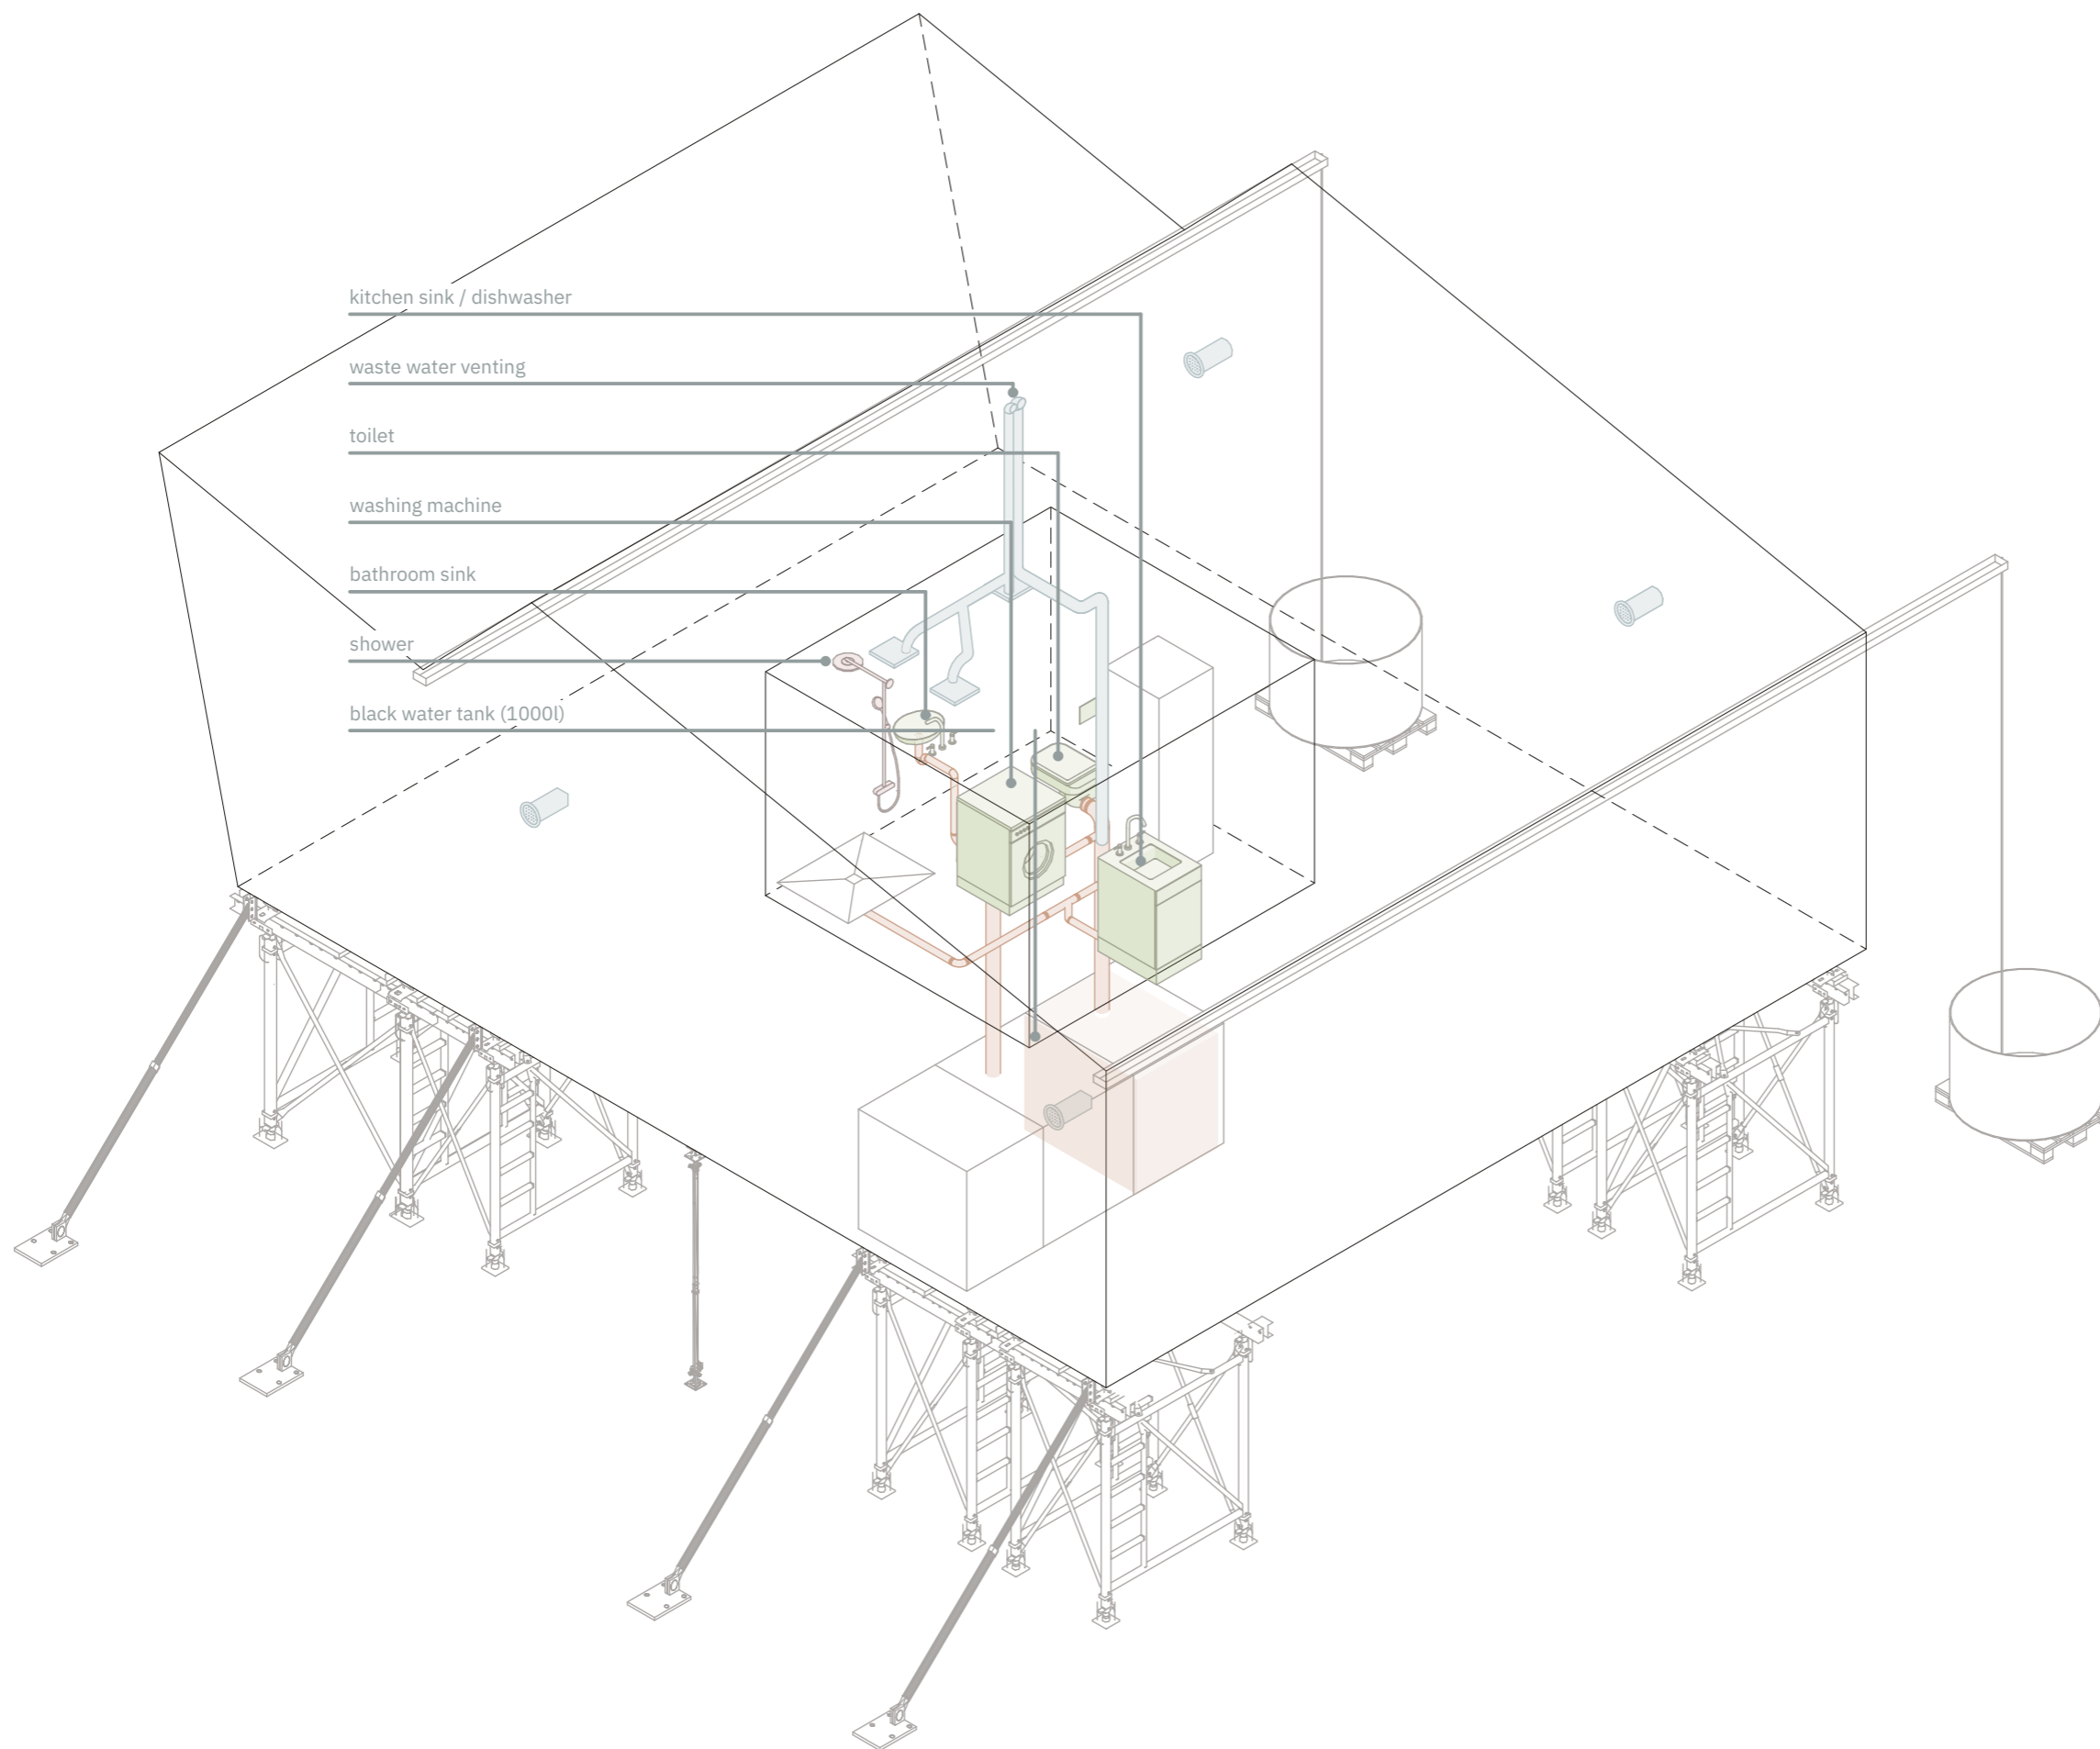 kitchen sink / dishwasher
waste water venting
toilet
washing machine
bathroom sink
shower
black water tank (1000l)